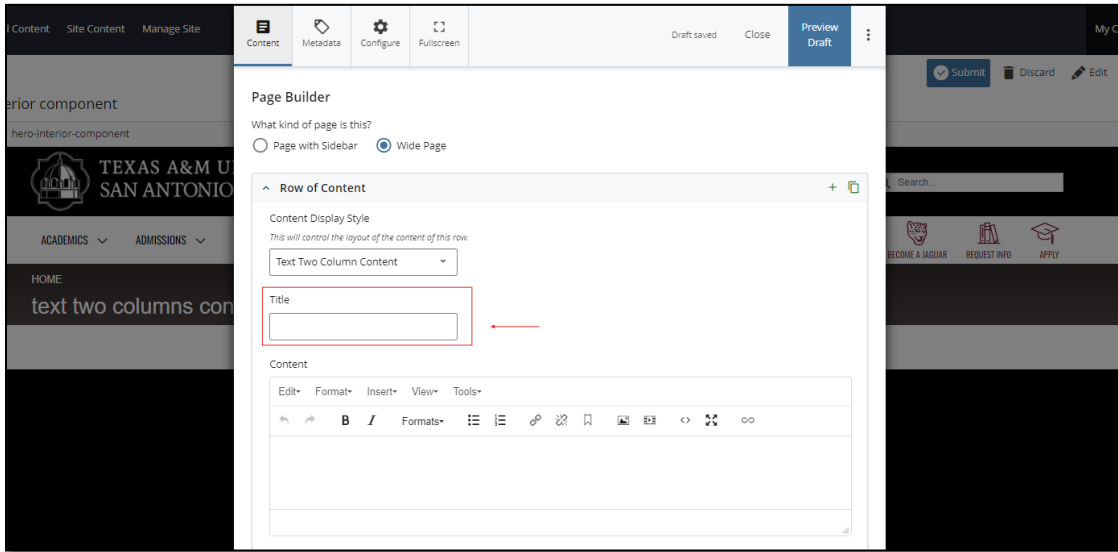 l Content Site Content Manage Site
Content Metadata Configure Fullscreen
Draft saved Close Preview Draft
My C
Submit Discard Edit
erior component
hero-interior-component
TEXAS A&M U
SAN ANTONIO
Search...
ACADEMICS ADMISSIONS
BECOME A JAGUAR REQUEST INFO APPLY
HOME
text two columns con
Page Builder
What kind of page is this?
Page with Sidebar Wide Page
Row of Content
Content Display Style
This will control the layout of the content of this row.
Text Two Column Content
Title
Content
Edit Format Insert View Tools
B I Formats